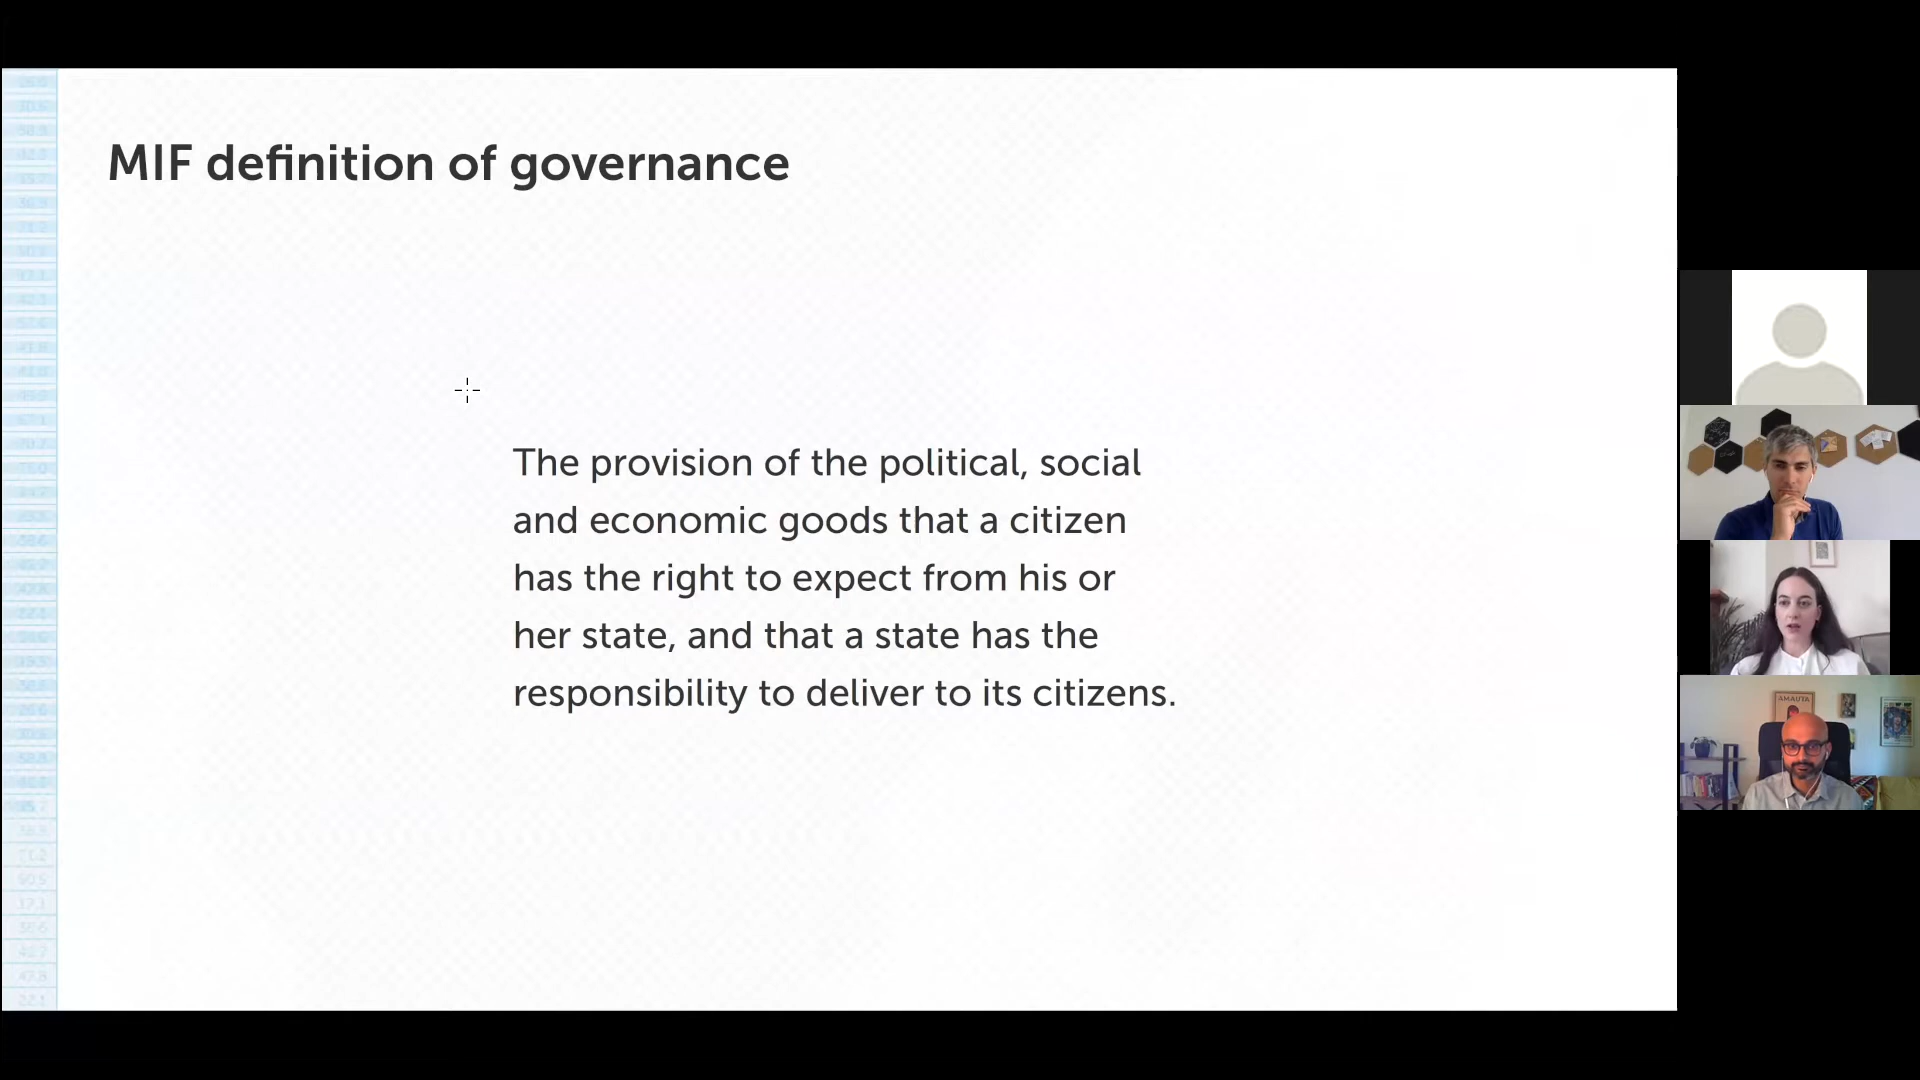 MIF definition of governance
The provision of the political, social
and economic goods that a citizen
has the right to expect from his or
her state, and that a state has the
responsibility to deliver to its citizens.
AMAUTA